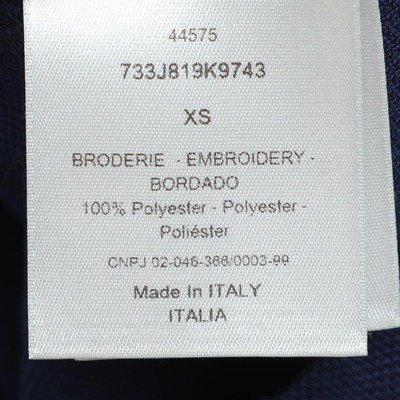 44575
733J819K9743
XS
BRODERIE - EMBROIDERY -
BORDADO
100% Polyester - Polyester -
Poliéster
CNPJ 02-046-366/0003-99
Made In ITALY
ITALIA